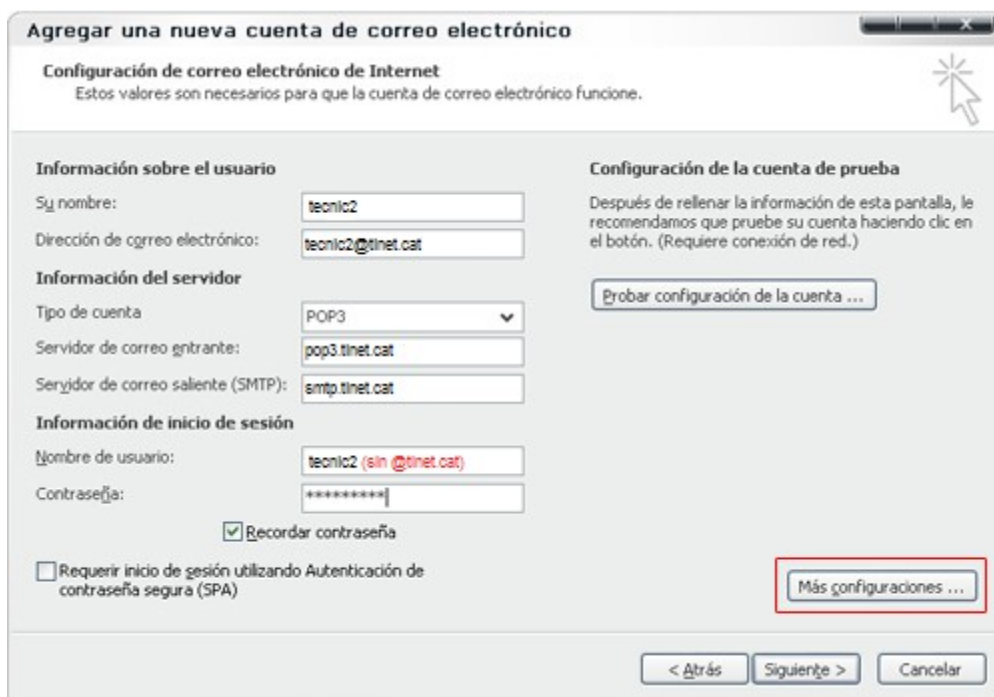 Agregar una nueva cuenta de correo electrónico
Configuración de correo electrónico de Internet
Estos valores son necesarios para que la cuenta de correo electrónico funcione.
Información sobre el usuario
Su nombre:
tecnic2
Dirección de correo electrónico:
tecnic2@tinet.cat
Información del servidor
Tipo de cuenta
POP3
Servidor de correo entrante:
pop3.tinet.cat
Servidor de correo saliente (SMTP):
smtp.tinet.cat
Información de inicio de sesión
Nombre de usuario:
tecnic2 (sin @tinet.cat)
Contraseña:
*********
Recordar contraseña
Requerir inicio de sesión utilizando Autenticación de
contraseña segura (SPA)
Configuración de la cuenta de prueba
Después de rellenar la información de esta pantalla, le
recomendamos que pruebe su cuenta haciendo clic en
el botón. (Requiere conexión de red.)
Probar configuración de la cuenta ...
Más configuraciones ...
< Atrás
Siguiente >
Cancelar